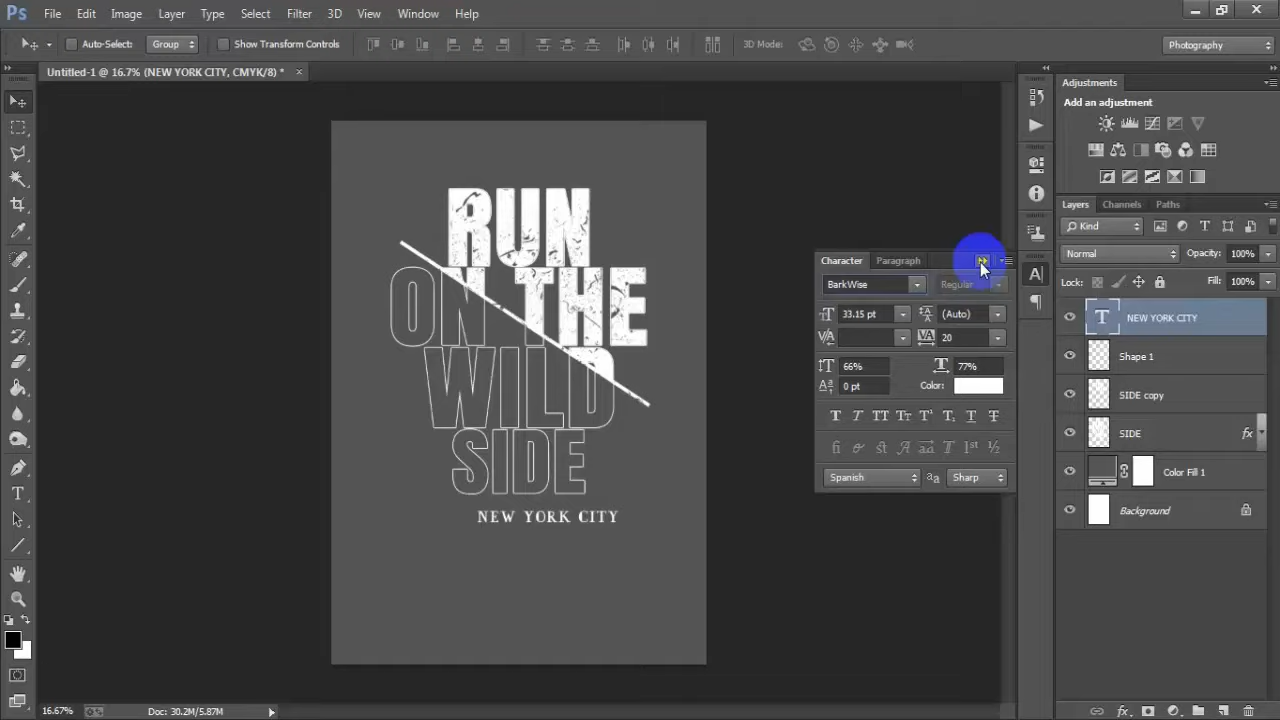 Ps File Edit Image Layer Type Select Filter 3D View Window Help
Auto-Select: Group Show Transform Controls 3D Mode: Photography
Untitled-1 @ 16.7% (NEW YORK CITY, CMYK/8) * ×
Adjustments
Add an adjustment
Layers Channels Paths
Kind
Normal Opacity: 100%
Lock: Fill: 100%
NEW YORK CITY
Shape 1
SIDE copy
SIDE fx
Color Fill 1
Background
Character Paragraph
BarkWise Regular
33.15 pt (Auto)
20
66% 77%
0 pt Color:
Spanish aa Sharp
RUN
ON THE
WILD
SIDE
NEW YORK CITY
16.67% Doc: 30.2M/5.87M